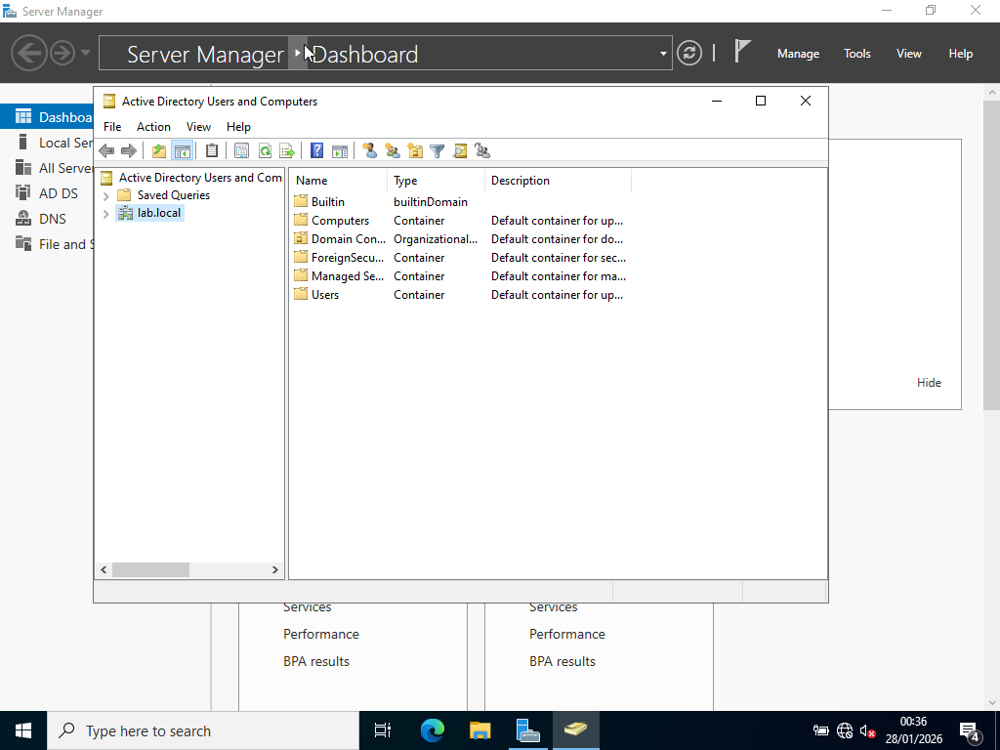 Server Manager
Server Manager Dashboard
Manage Tools View Help
Dashboa
Local Ser
All Server
AD DS
DNS
File and S
Active Directory Users and Computers
File Action View Help
Active Directory Users and Com
Saved Queries
lab.local
Name Type Description
Builtin builtinDomain
Computers Container Default container for up...
Domain Con... Organizational... Default container for do...
ForeignSecu... Container Default container for sec...
Managed Se... Container Default container for ma...
Users Container Default container for up...
Hide
Services Services
Performance Performance
BPA results BPA results
Type here to search
00:36
28/01/2026
4